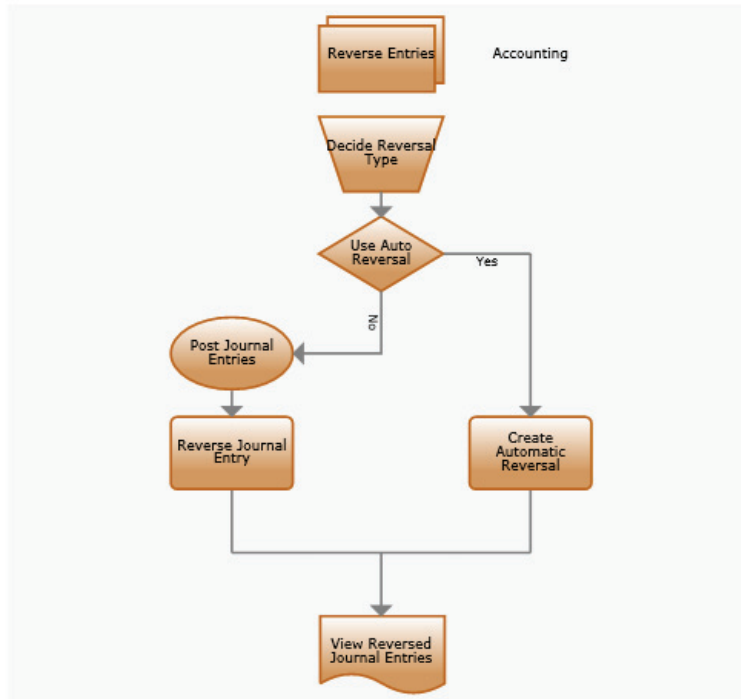 Reverse Entries
Accounting
Decide Reversal
Type
Use Auto
Reversal
Yes
No
Post Journal
Entries
Reverse Journal
Entry
Create
Automatic
Reversal
View Reversed
Journal Entries